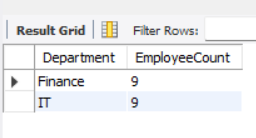 Result Grid Filter Rows:
Department EmployeeCount
Finance 9
IT 9